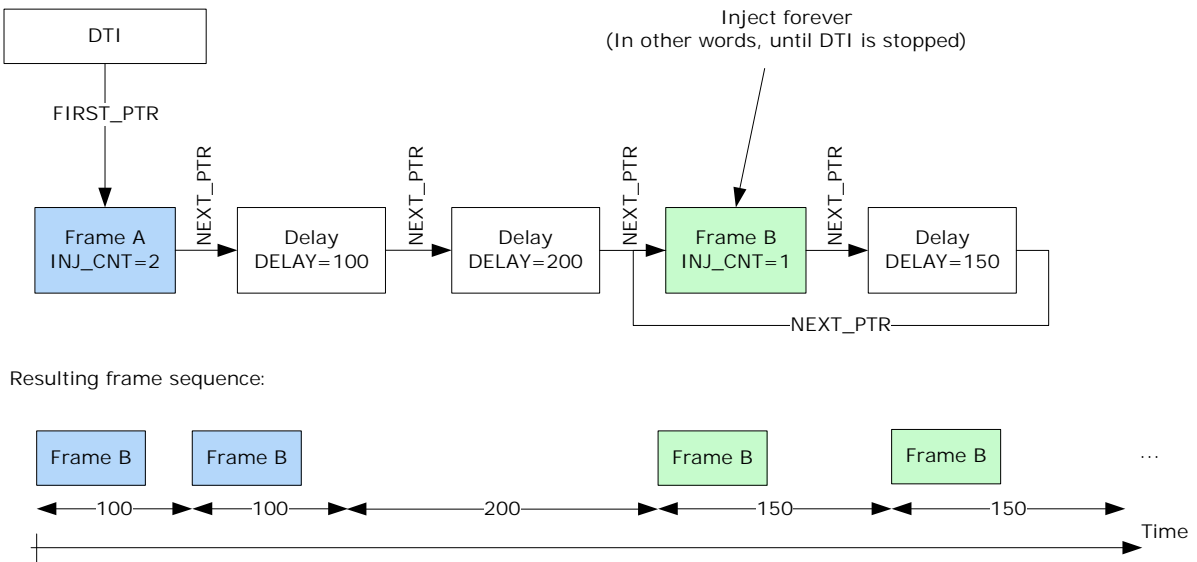 DTI
Inject forever
(In other words, until DTI is stopped)
FIRST_PTR
NEXT_PTR
NEXT_PTR
NEXT_PTR
NEXT_PTR
Frame A
INJ_CNT=2
Delay
DELAY=100
Delay
DELAY=200
Frame B
INJ_CNT=1
Delay
DELAY=150
NEXT_PTR
Resulting frame sequence:
Frame B
Frame B
Frame B
Frame B
...
100
100
200
150
150
Time